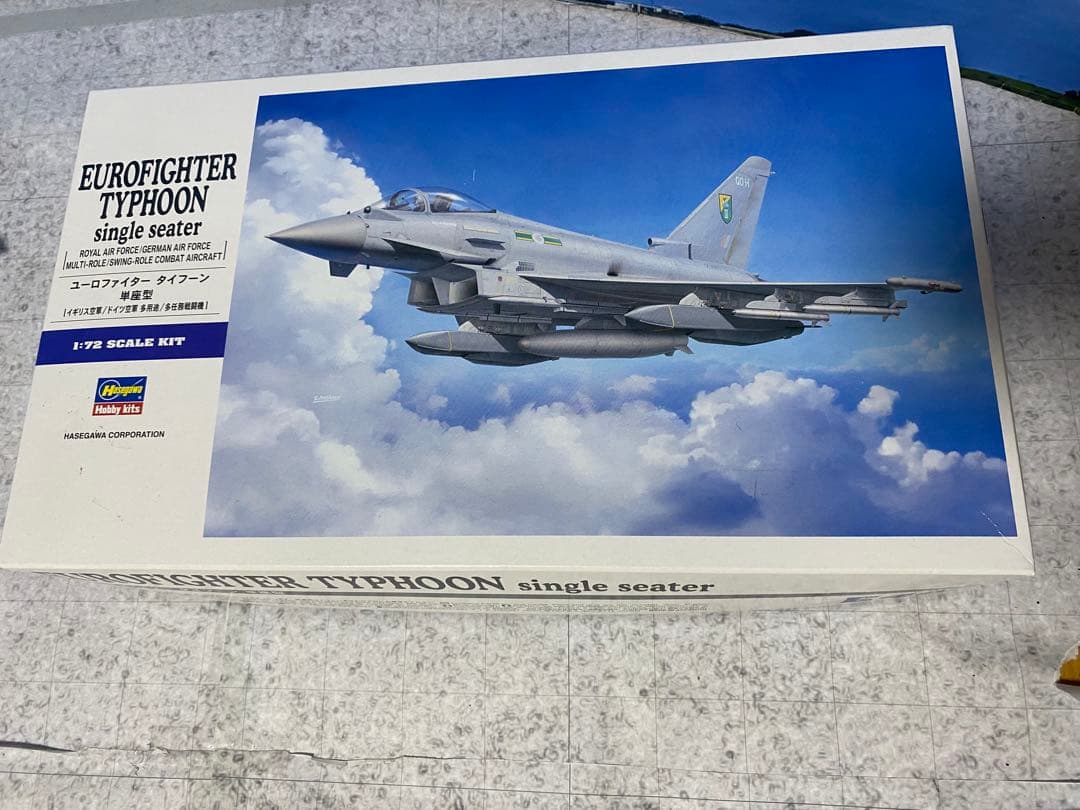 EUROFIGHTER
TYPHOON
single seater
ROYAL AIR FORCE/GERMAN AIR FORCE
MULTI-ROLE/SWING-ROLE COMBAT AIRCRAFT
ユーロファイター タイフーン
単座型
イギリス空軍/ドイツ空軍 多用途/多任務戦闘機
1:72 SCALE KIT
Hasegawa
Hobby kits
HASEGAWA CORPORATION
QO-H
EUROFIGHTER TYPHOON single seater